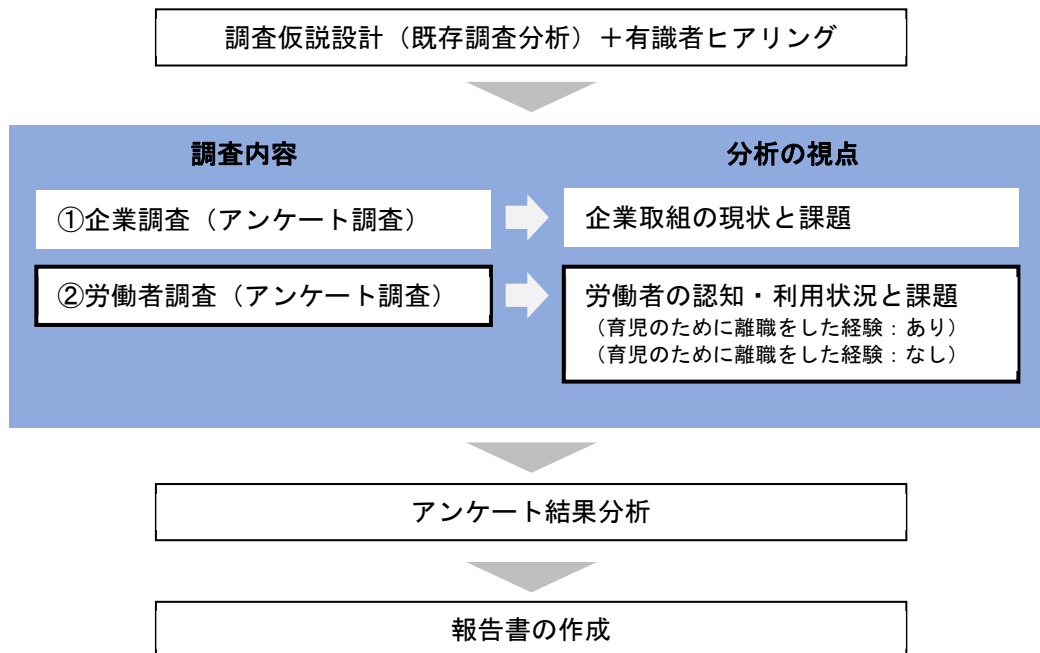 調査仮説設計（既存調査分析）＋有識者ヒアリング
調査内容
分析の視点
①企業調査（アンケート調査）
企業取組の現状と課題
②労働者調査（アンケート調査）
労働者の認知・利用状況と課題
（育児のために離職をした経験：あり）
（育児のために離職をした経験：なし）
アンケート結果分析
報告書の作成